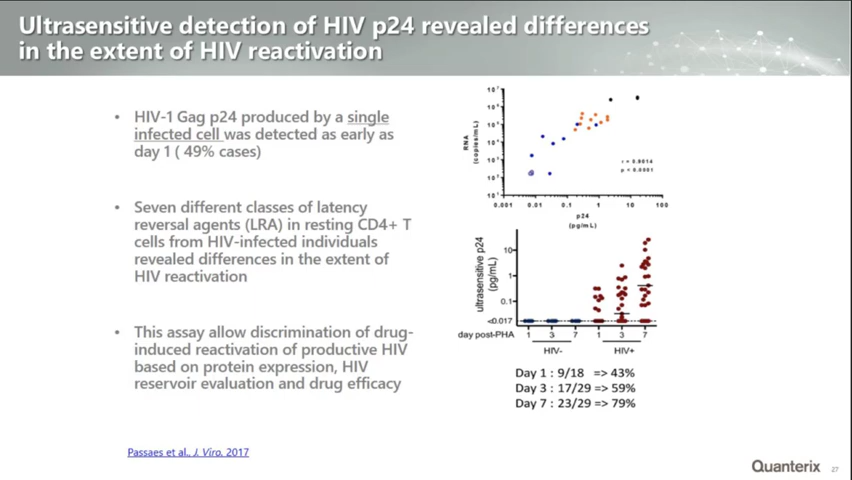 Ultrasensitive detection of HIV p24 revealed differences
in the extent of HIV reactivation
• HIV-1 Gag p24 produced by a single
infected cell was detected as early as
day 1 ( 49% cases)
• Seven different classes of latency
reversal agents (LRA) in resting CD4+ T
cells from HIV-infected individuals
revealed differences in the extent of
HIV reactivation
• This assay allow discrimination of drug-
induced reactivation of productive HIV
based on protein expression, HIV
reservoir evaluation and drug efficacy
Passaes et al., J. Viro. 2017
RNA
(copies/mL)
r = 0.9014
p = 0.0001
0.001 0.01 0.1 1 10 100
p24
(pg/mL)
ultrasensitive p24
(pg/mL)
10
1
0.1
<0.017
day post-PHA 1 3 7 1 3 7
HIV- HIV+
Day 1 : 9/18 => 43%
Day 3 : 17/29 => 59%
Day 7 : 23/29 => 79%
Quanterix
27